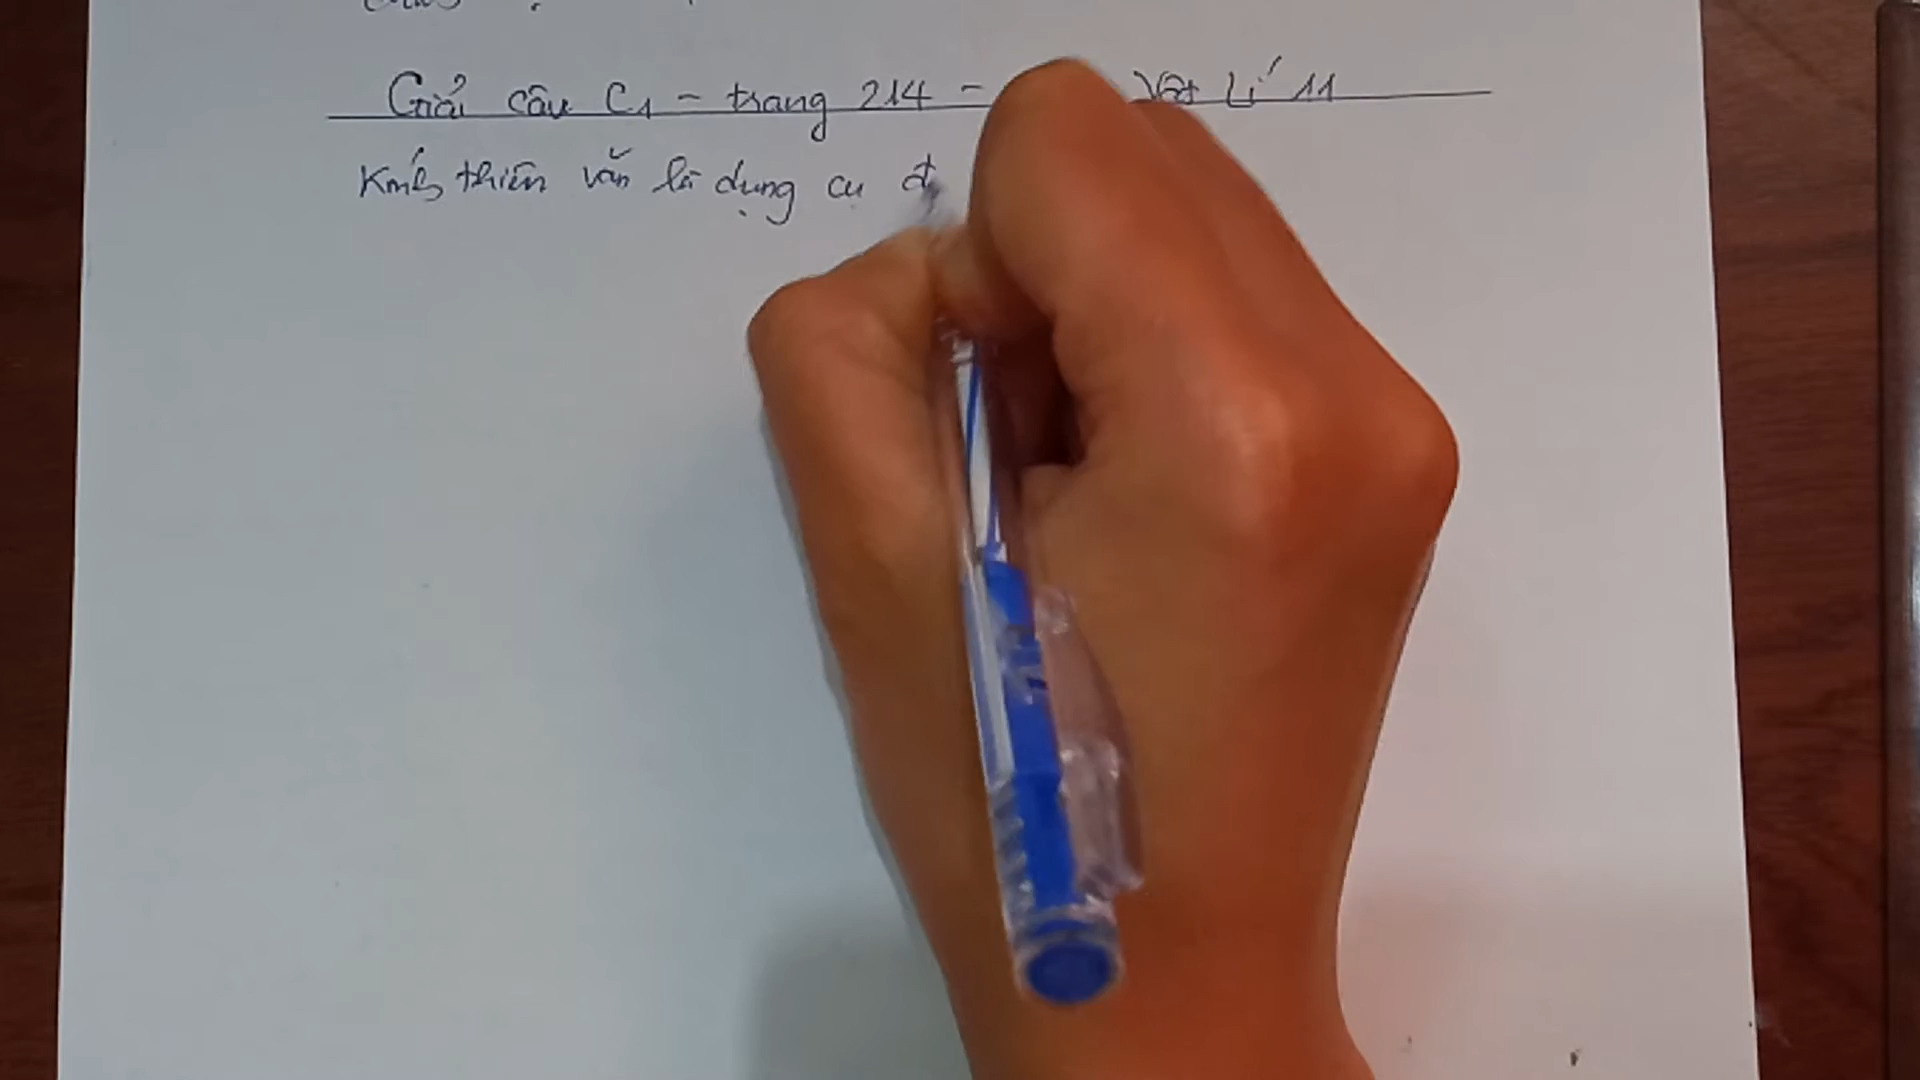 Giải câu C1 - trang 214 - Vật Lí 11
Kính thiên văn là dụng cụ đ